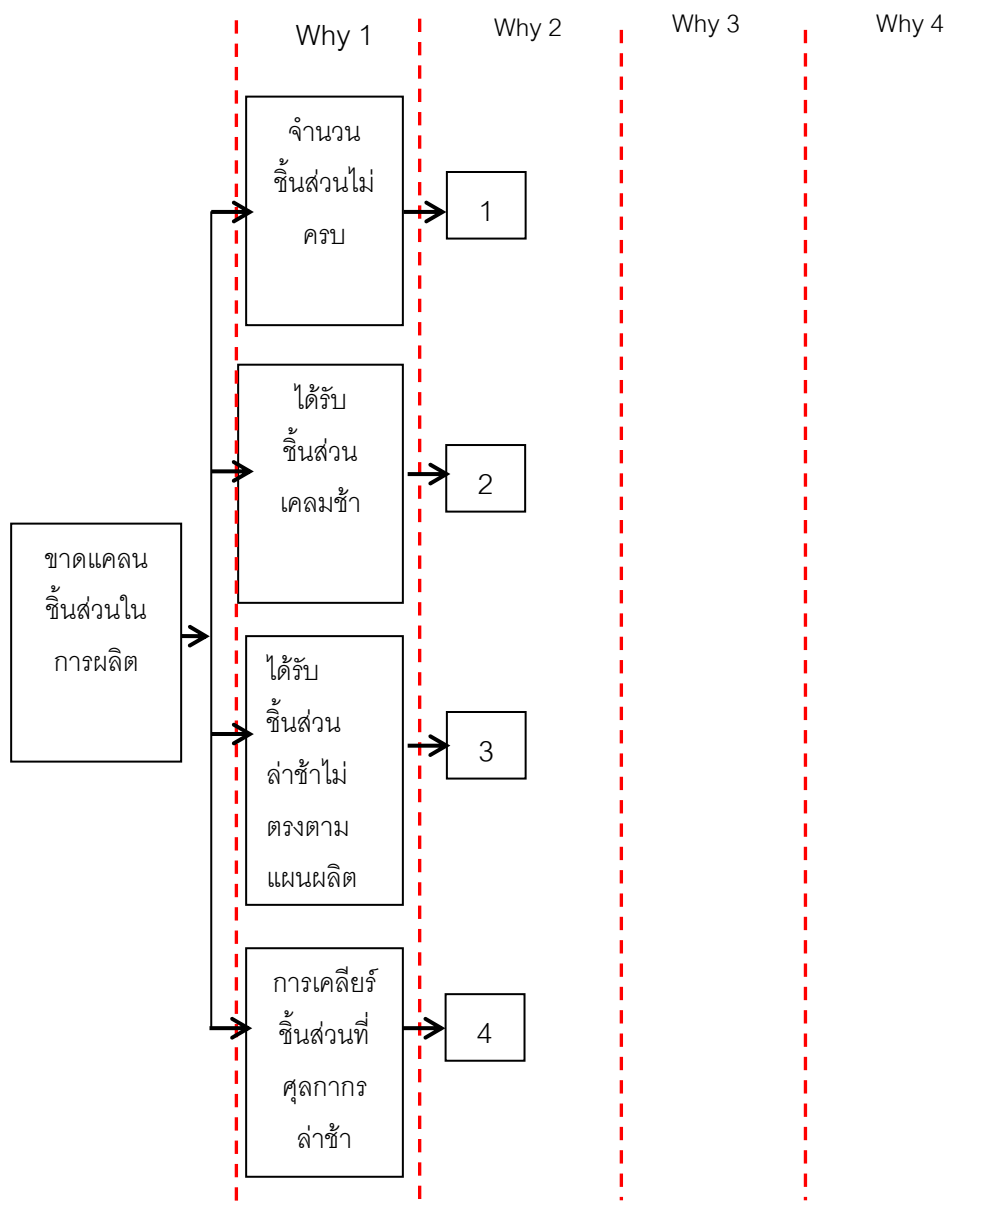 Why 1
Why 2
Why 3
Why 4
จำนวน
ชิ้นส่วนไม่
ครบ
1
ได้รับ
ชิ้นส่วน
เคลมช้า
2
ขาดแคลน
ชิ้นส่วนใน
การผลิต
ได้รับ
ชิ้นส่วน
ล่าช้าไม่
ตรงตาม
แผนผลิต
3
การเคลียร์
ชิ้นส่วนที่
ศุลกากร
ล่าช้า
4